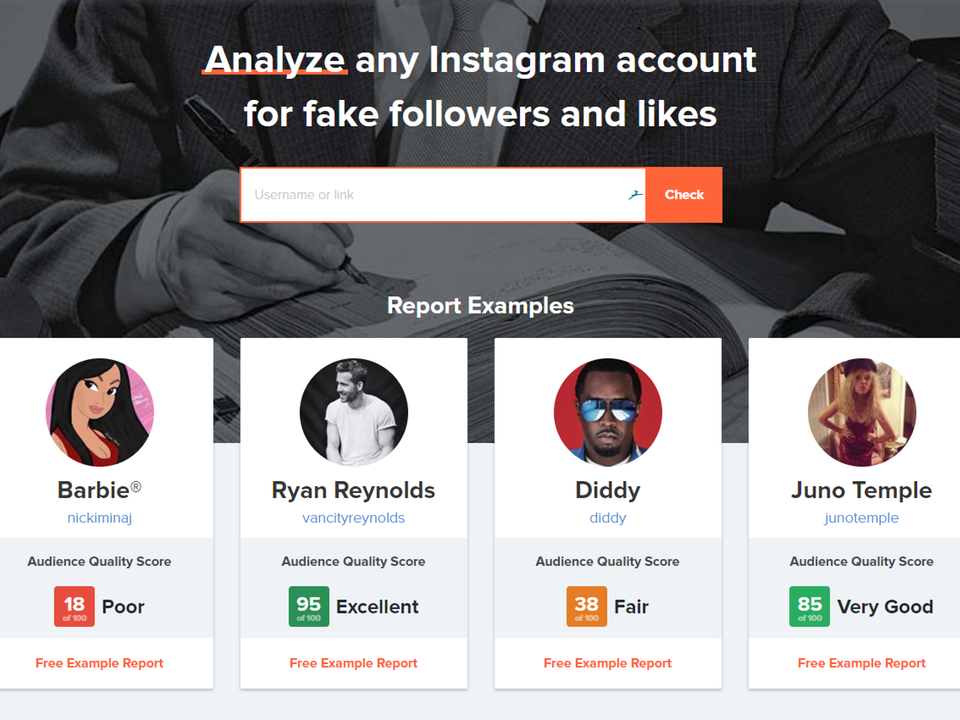 Analyze any Instagram account
for fake followers and likes
Username or link
Check
Report Examples
Barbie®
nickiminaj
Audience Quality Score
18 of 100 Poor
Free Example Report
Ryan Reynolds
vancityreynolds
Audience Quality Score
95 of 100 Excellent
Free Example Report
Diddy
diddy
Audience Quality Score
38 of 100 Fair
Free Example Report
Juno Temple
junotemple
Audience Quality Score
85 of 100 Very Good
Free Example Report